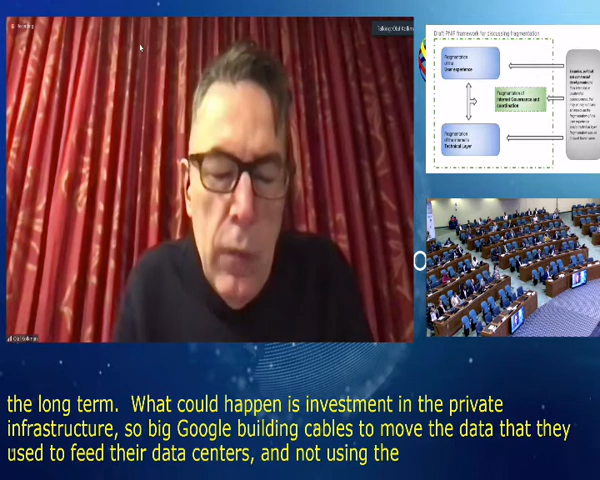 Recording
Talking: Olaf Kolkman
Draft PNIF framework for discussing fragmentation
Fragmentation
of the
User experience
Fragmentation of
Internet Governance and
coordination
Fragmentation
of the Internet's
Technical Layer
Olaf Kolkman
the long term. What could happen is investment in the private
infrastructure, so big Google building cables to move the data that they
used to feed their data centers, and not using the